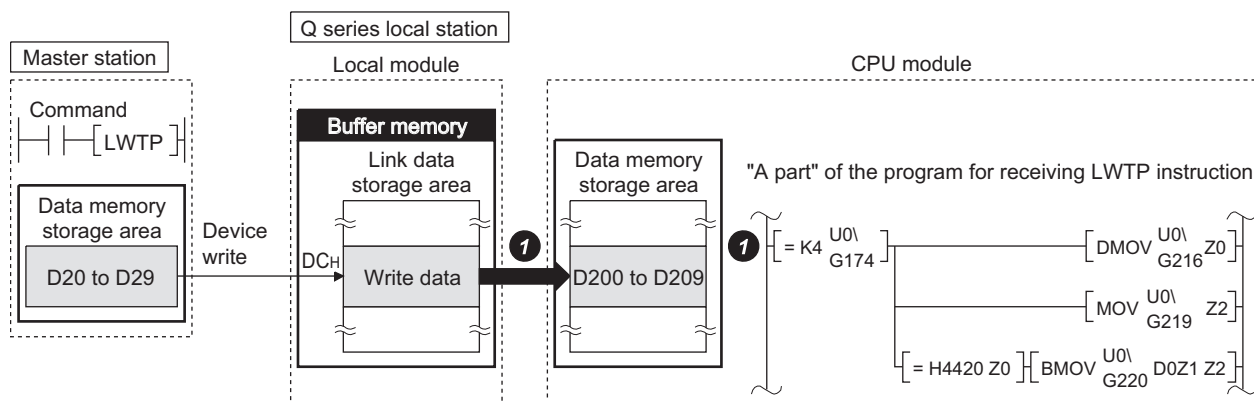 Q series local station
Master station
Local module
CPU module
Command
LWTP
Buffer memory
Link data
storage area
Data memory
storage area
"A part" of the program for receiving LWTP instruction
Data memory
storage area
Device
write
D20 to D29
DCH
Write data
1
D200 to D209
1
= K4 U0\
G174
DMOV U0\
G216 Z0
MOV U0\
G219 Z2
= H4420 Z0
BMOV U0\
G220 D0Z1 Z2